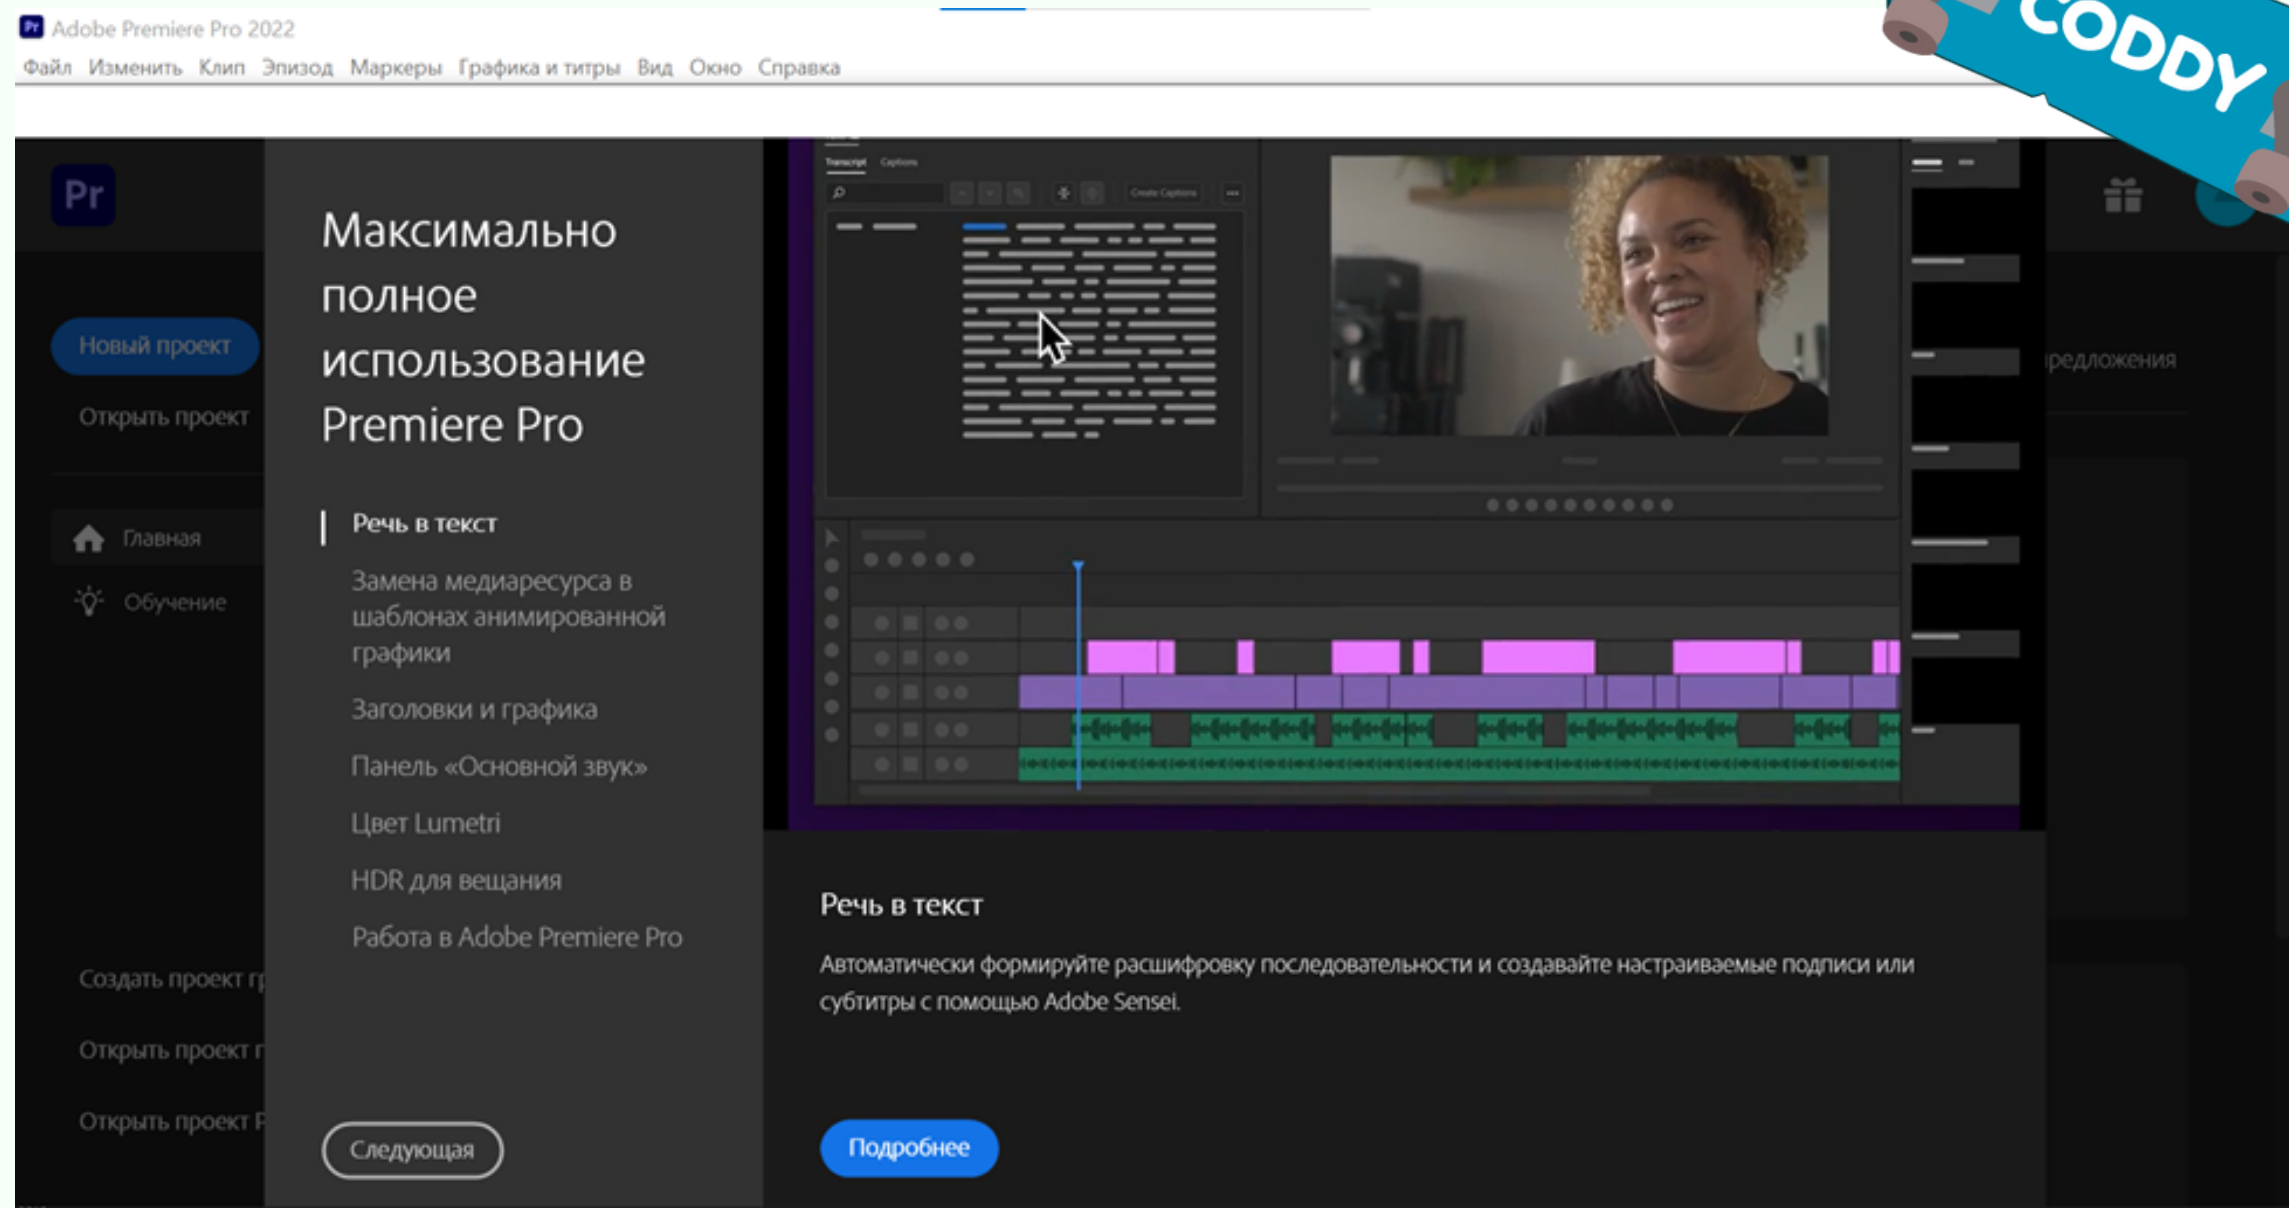 Adobe Premiere Pro 2022
Файл Изменить Клип Эпизод Маркеры Графика и титры Вид Окно Справка
CODDY
Pr
Новый проект
Открыть проект
Главная
Обучение
Создать проект
Открыть проект
Открыть проект
Максимально
полное
использование
Premiere Pro
Речь в текст
Замена медиаресурса в
шаблонах анимированной
графики
Заголовки и графика
Панель «Основной звук»
Цвет Lumetri
HDR для вещания
Работа в Adobe Premiere Pro
Следующая
Transcript Captions
Create Captions
Речь в текст
Автоматически формируйте расшифровку последовательности и создавайте настраиваемые подписи или
субтитры с помощью Adobe Sensei.
Подробнее